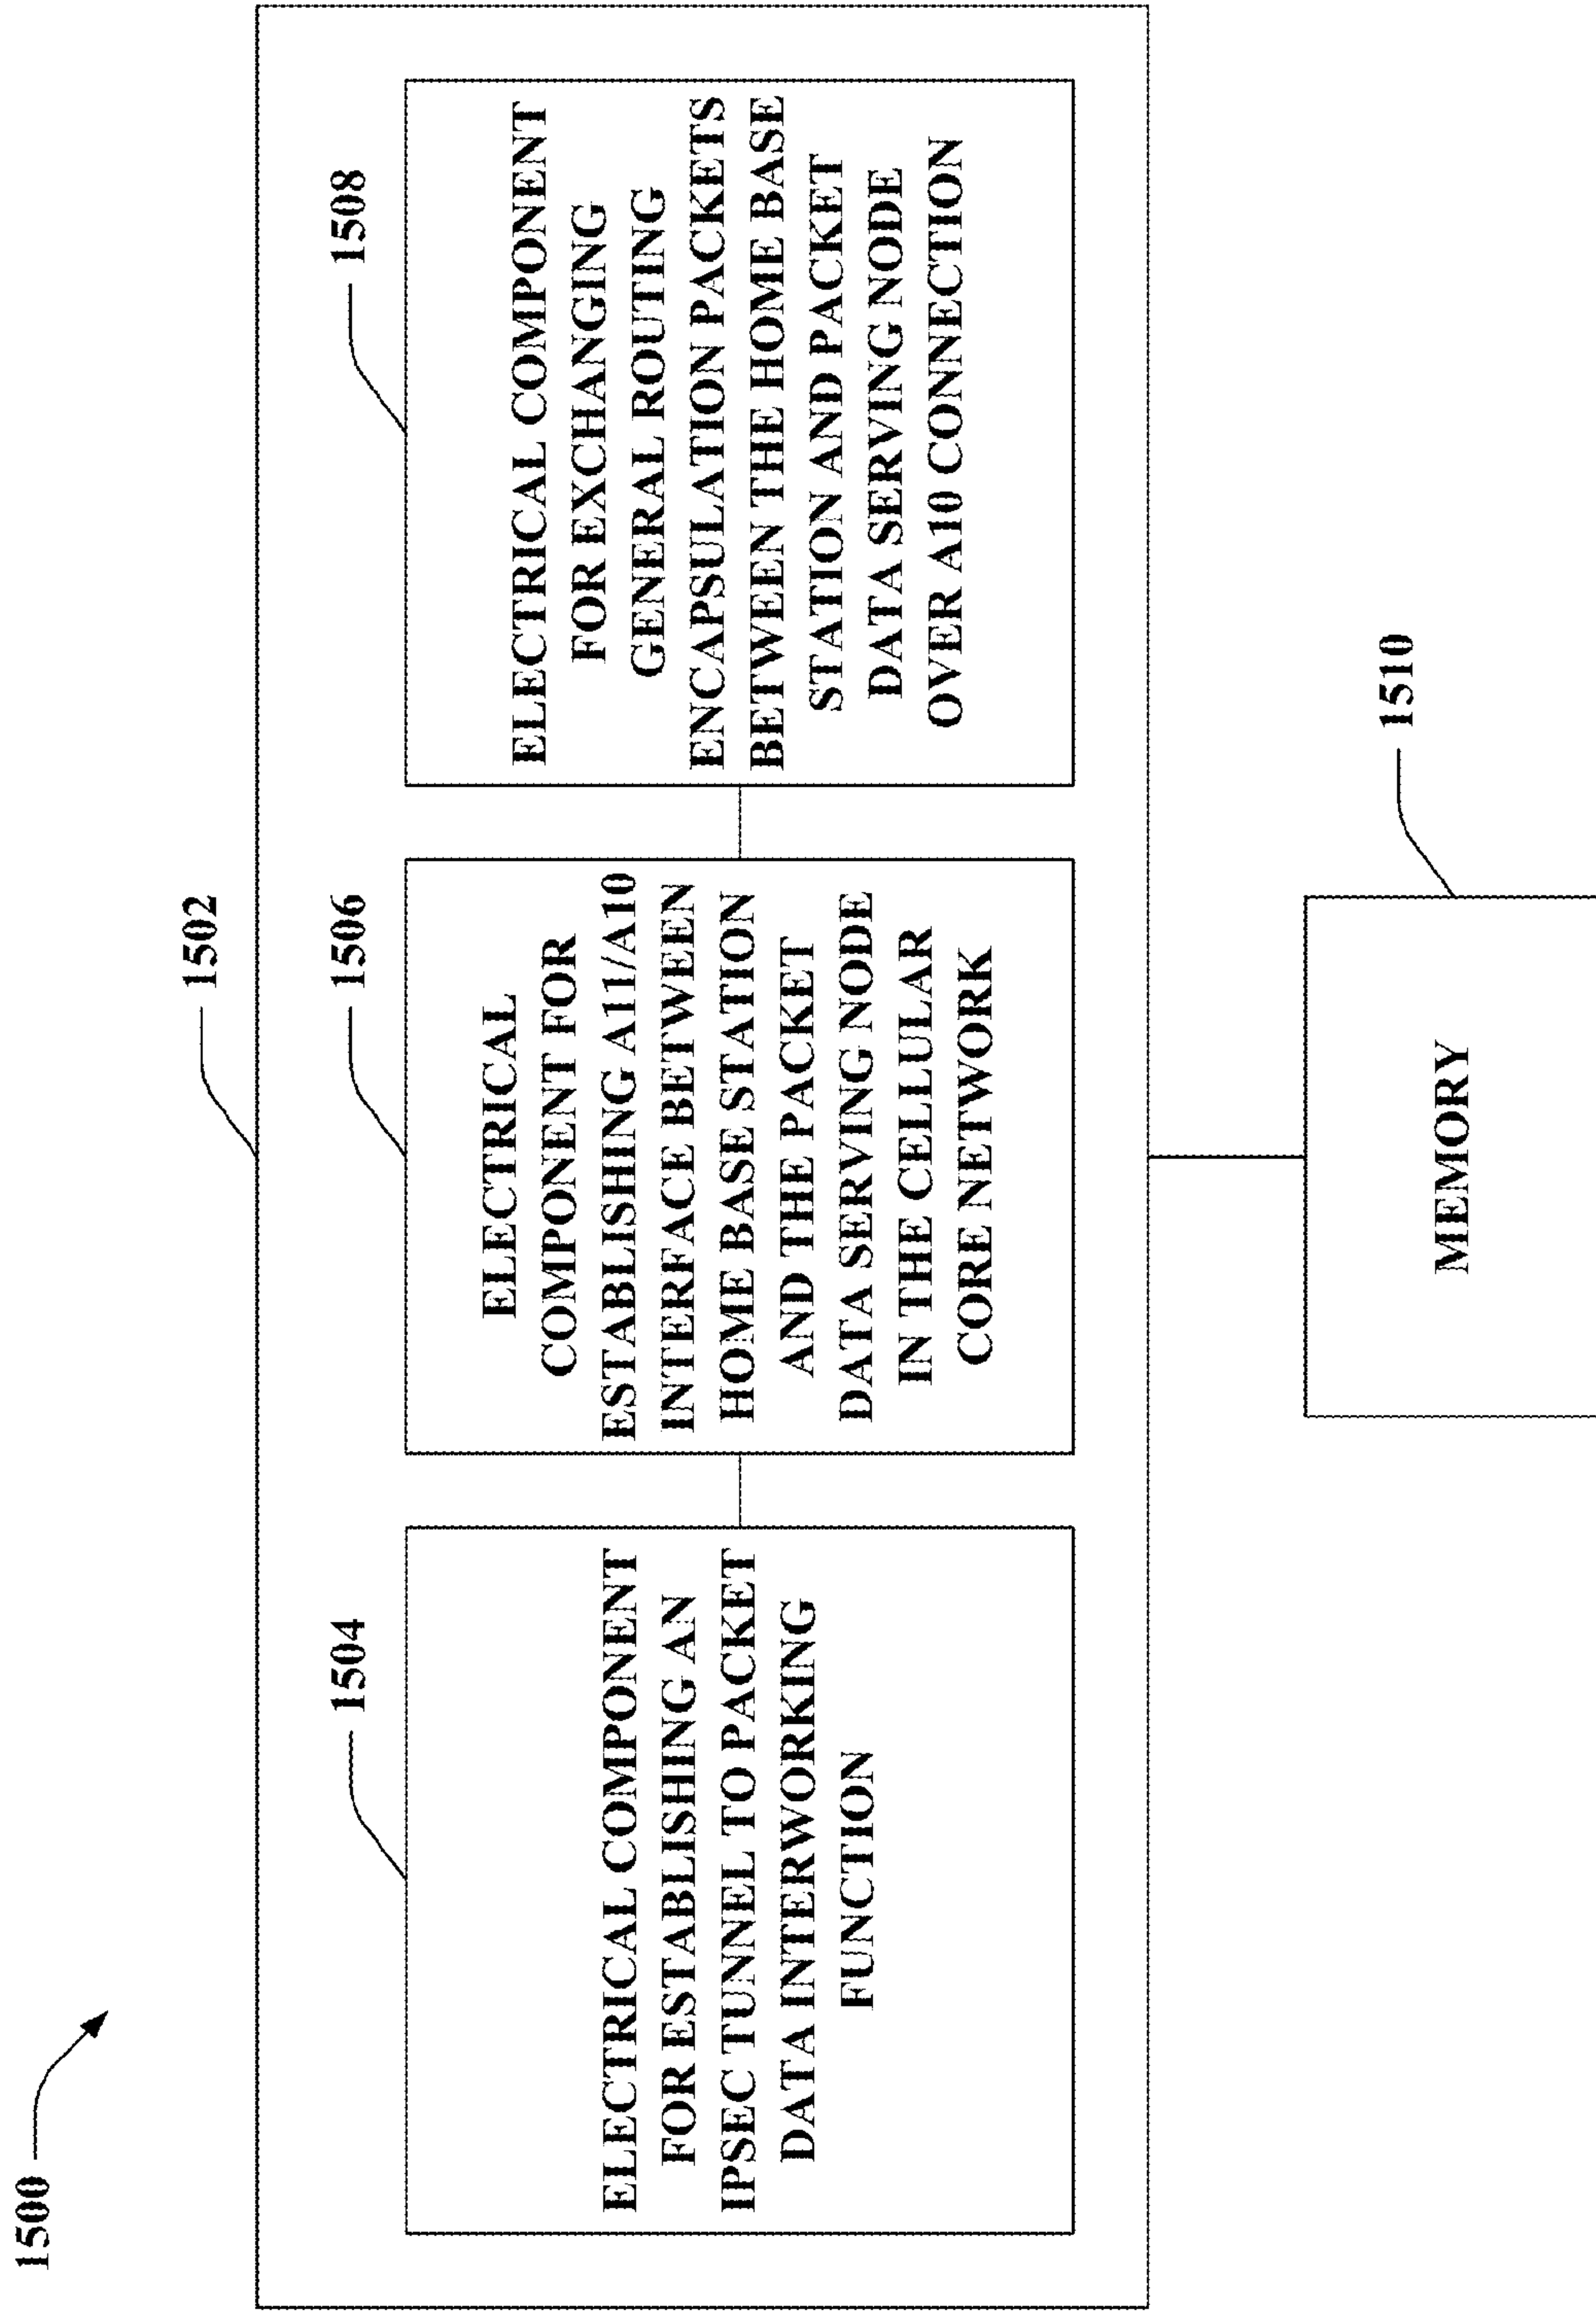 1500
1502
1504
ELECTRICAL COMPONENT
FOR ESTABLISHING AN
IPSEC TUNNEL TO PACKET
DATA INTERWORKING
FUNCTION
1506
ELECTRICAL
COMPONENT FOR
ESTABLISHING A11/A10
INTERFACE BETWEEN
HOME BASE STATION
AND THE PACKET
DATA SERVING NODE
IN THE CELLULAR
CORE NETWORK
1508
ELECTRICAL COMPONENT
FOR EXCHANGING
GENERAL ROUTING
ENCAPSULATION PACKETS
BETWEEN THE HOME BASE
STATION AND PACKET
DATA SERVING NODE
OVER A10 CONNECTION
1510
MEMORY